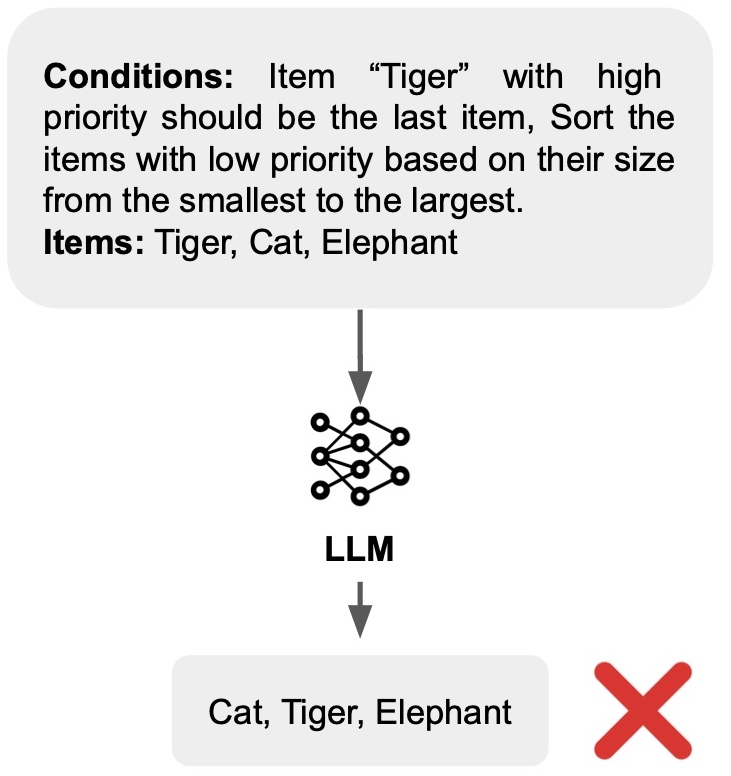 Conditions: Item “Tiger” with high
priority should be the last item, Sort the
items with low priority based on their size
from the smallest to the largest.
Items: Tiger, Cat, Elephant
LLM
Cat, Tiger, Elephant